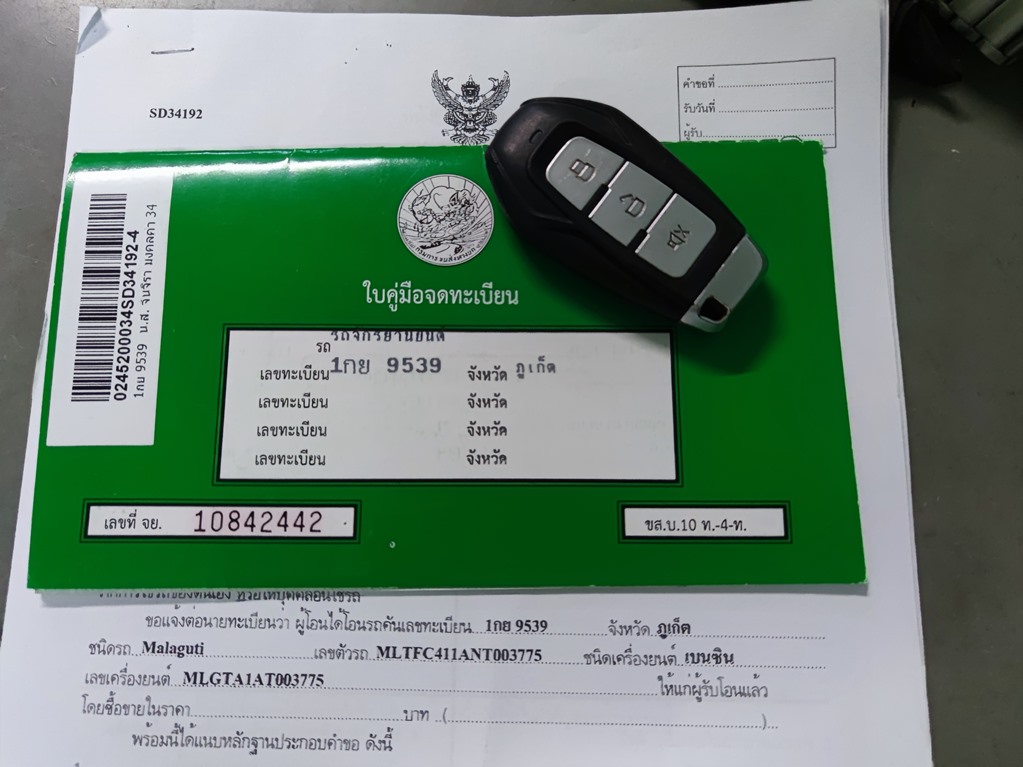 SD34192
คำขอที่
รับวันที่
ผู้รับ
0245200034SD34192-4
1กย 9539 น.ส. จันจิรา มงคลดา 34
ใบคู่มือจดทะเบียน
รถจักรยานยนต์
รถ
เลขทะเบียน 1กย 9539 จังหวัด ภูเก็ต
เลขทะเบียน จังหวัด
เลขทะเบียน จังหวัด
เลขทะเบียน จังหวัด
เลขที่ จย. 10842442
ขส.บ.10 ท.-4-ท.
ขอแจ้งต่อนายทะเบียนว่า ผู้โอนได้โอนรถคันเลขทะเบียน 1กย 9539 จังหวัด ภูเก็ต
ชนิดรถ Malaguti เลขตัวรถ MLTFC411ANT003775 ชนิดเครื่องยนต์ เบนซิน
เลขเครื่องยนต์ MLGTA1AT003775 ให้แก่ผู้รับโอนแล้ว
โดยซื้อขายในราคา บาท ( )
พร้อมนี้ได้แนบหลักฐานประกอบคำขอ ดังนี้